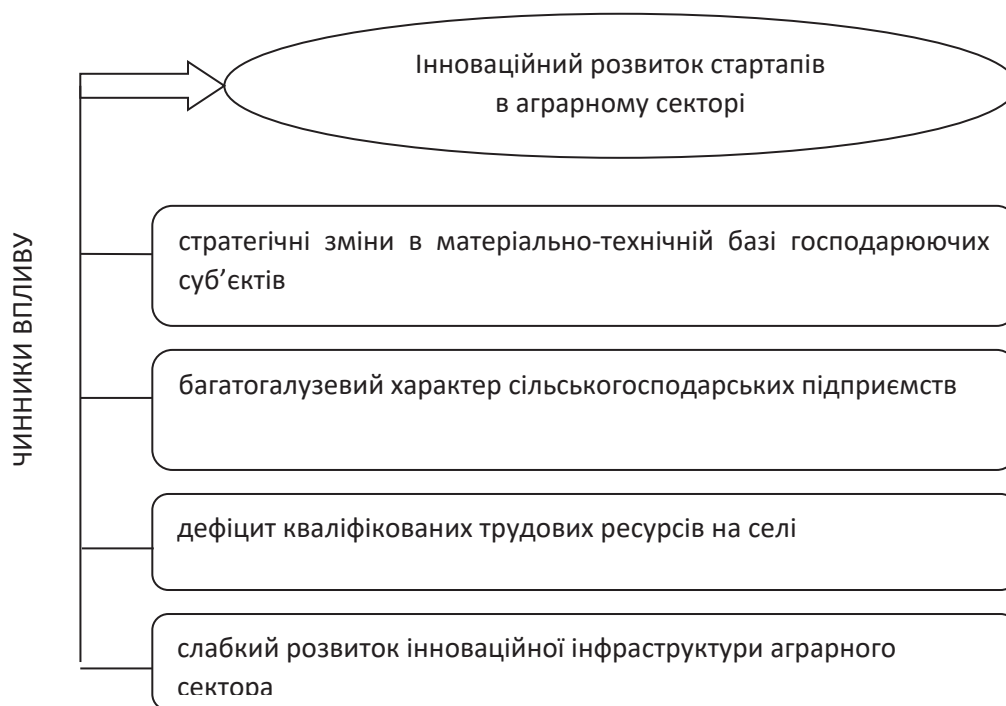 Інноваційний розвиток стартапів
в аграрному секторі
ЧИННИКИ ВПЛИВУ
стратегічні зміни в матеріально-технічній базі господарюючих
суб’єктів
багатогалузевий характер сільськогосподарських підприємств
дефіцит кваліфікованих трудових ресурсів на селі
слабкий розвиток інноваційної інфраструктури аграрного
сектора